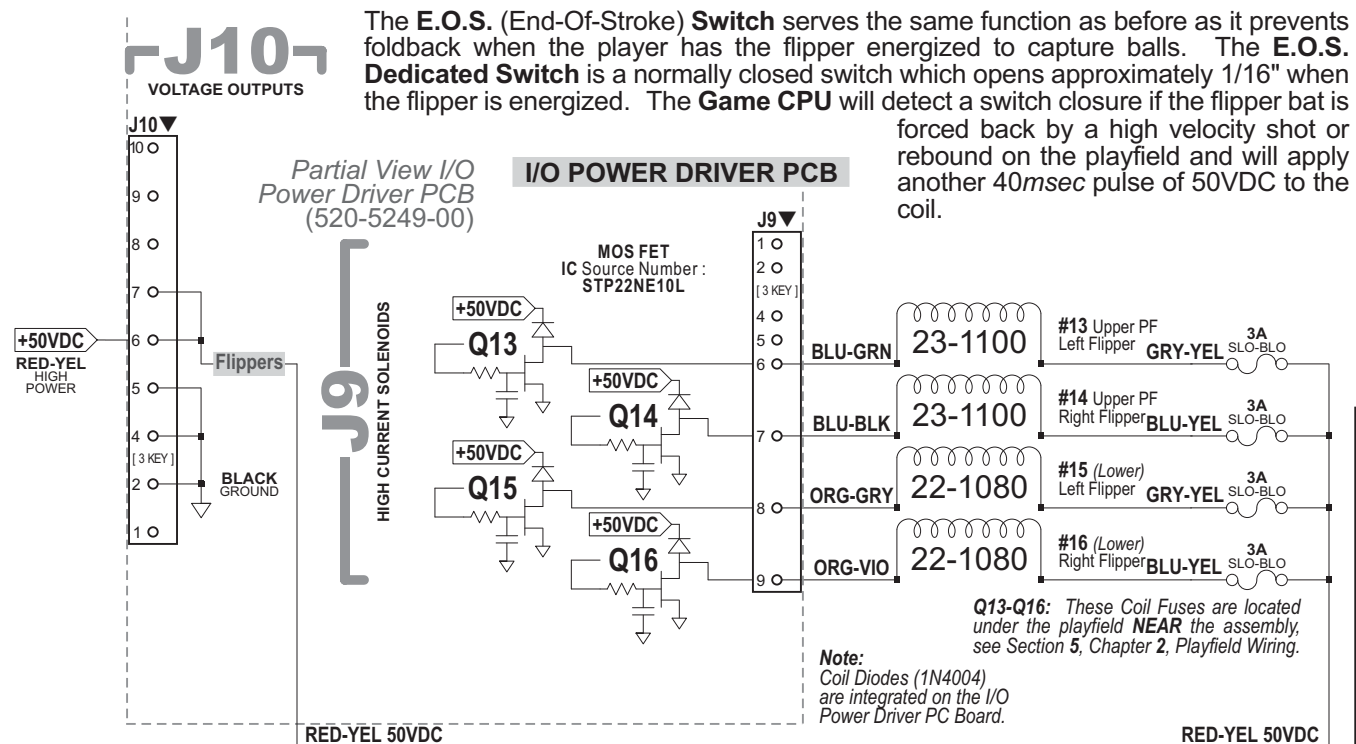 The E.O.S. (End-Of-Stroke) Switch serves the same function as before as it prevents
foldback when the player has the flipper energized to capture balls. The E.O.S.
Dedicated Switch is a normally closed switch which opens approximately 1/16" when
the flipper is energized. The Game CPU will detect a switch closure if the flipper bat is
forced back by a high velocity shot or
rebound on the playfield and will apply
another 40msec pulse of 50VDC to the
coil.
J10
VOLTAGE OUTPUTS
J10▼
10
9
8
7
6
5
4
[ 3 KEY ]
2
1
+50VDC
RED-YEL
HIGH
POWER
Flippers
BLACK
GROUND
Partial View I/O
Power Driver PCB
(520-5249-00)
I/O POWER DRIVER PCB
J9
HIGH CURRENT SOLENOIDS
MOS FET
IC Source Number :
STP22NE10L
+50VDC
Q13
+50VDC
Q14
+50VDC
Q15
+50VDC
Q16
J9▼
1
2
[ 3 KEY ]
4
5
6
7
8
9
BLU-GRN
23-1100
#13 Upper PF
Left Flipper
GRY-YEL
3A
SLO-BLO
BLU-BLK
23-1100
#14 Upper PF
Right Flipper
BLU-YEL
3A
SLO-BLO
ORG-GRY
22-1080
#15 (Lower)
Left Flipper
GRY-YEL
3A
SLO-BLO
ORG-VIO
22-1080
#16 (Lower)
Right Flipper
BLU-YEL
3A
SLO-BLO
Q13-Q16: These Coil Fuses are located
under the playfield NEAR the assembly,
see Section 5, Chapter 2, Playfield Wiring.
Note:
Coil Diodes (1N4004)
are integrated on the I/O
Power Driver PC Board.
RED-YEL 50VDC
RED-YEL 50VDC